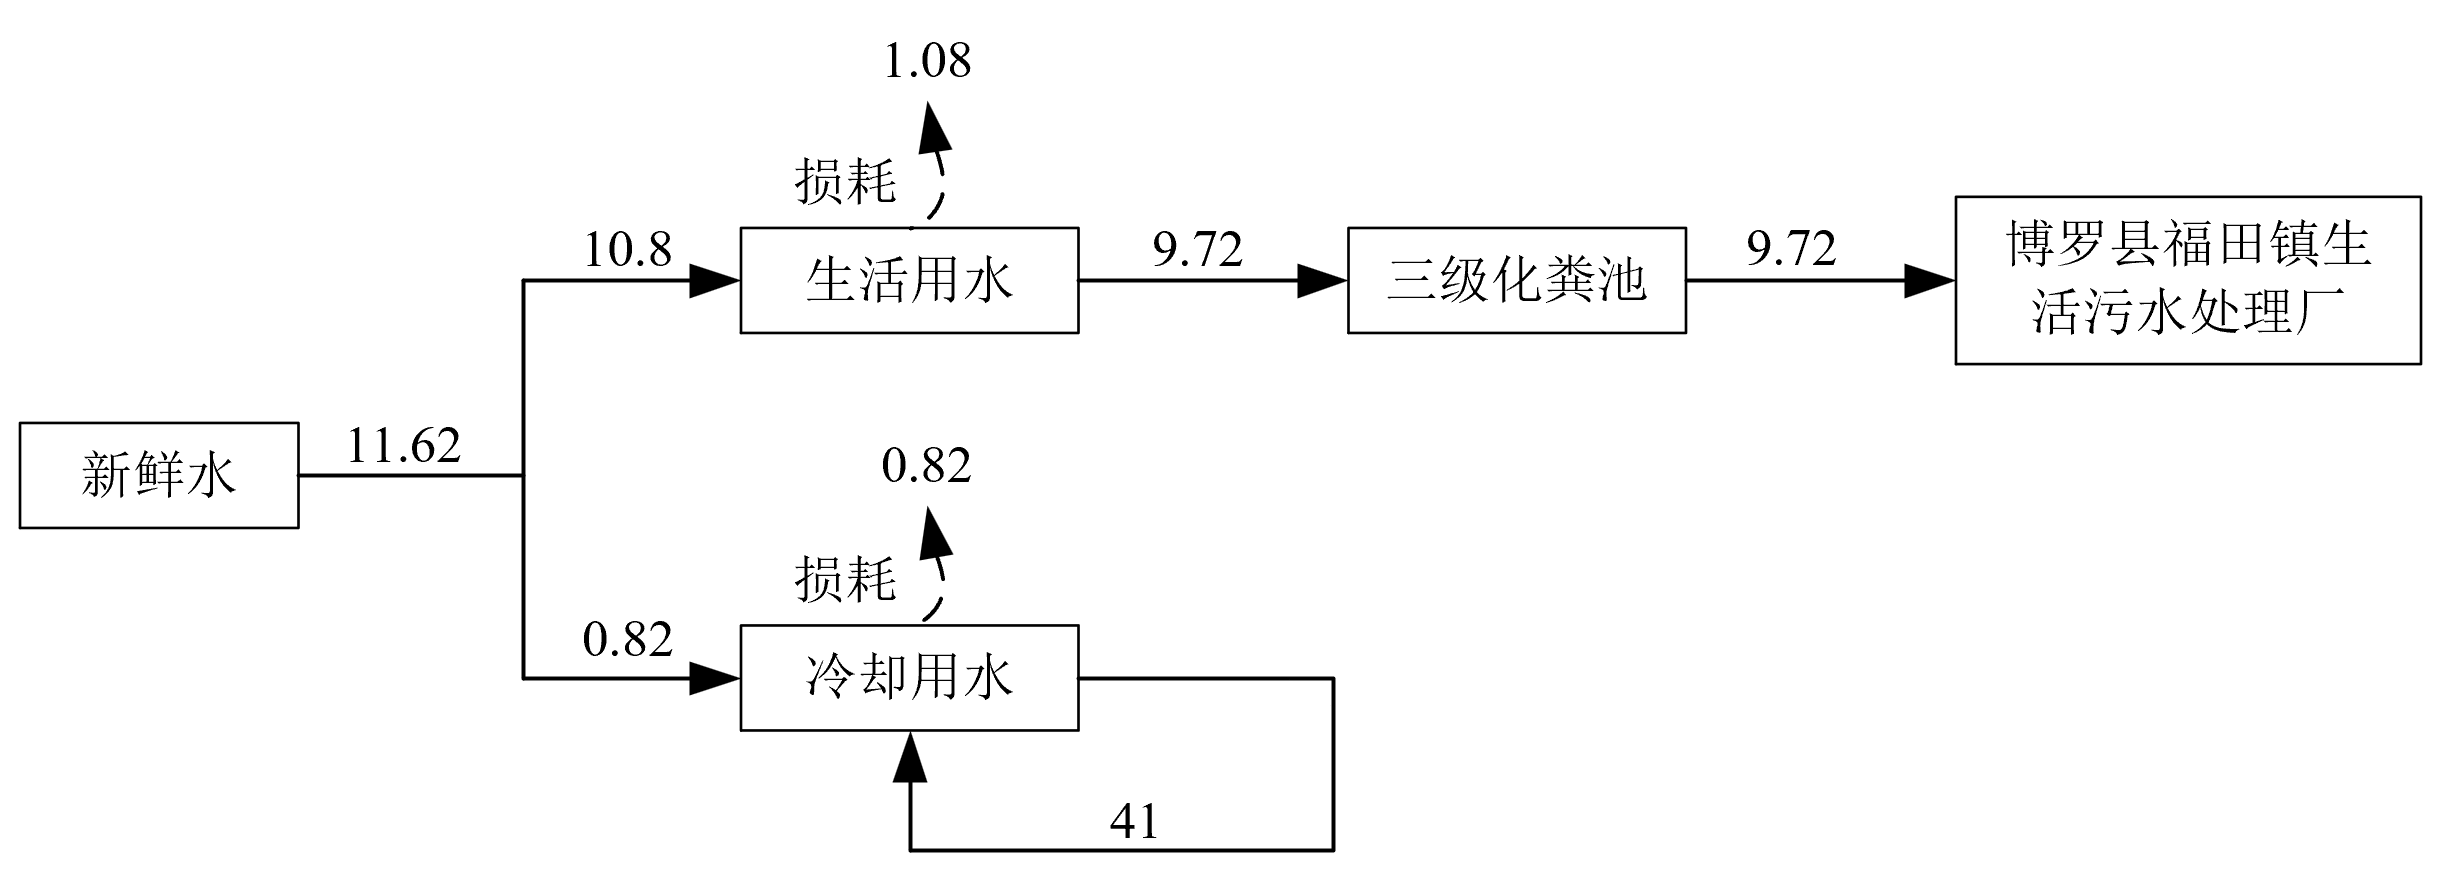 1.08
损耗
10.8
生活用水
9.72
三级化粪池
9.72
博罗县福田镇生
活污水处理厂
新鲜水
11.62
0.82
损耗
0.82
冷却用水
41